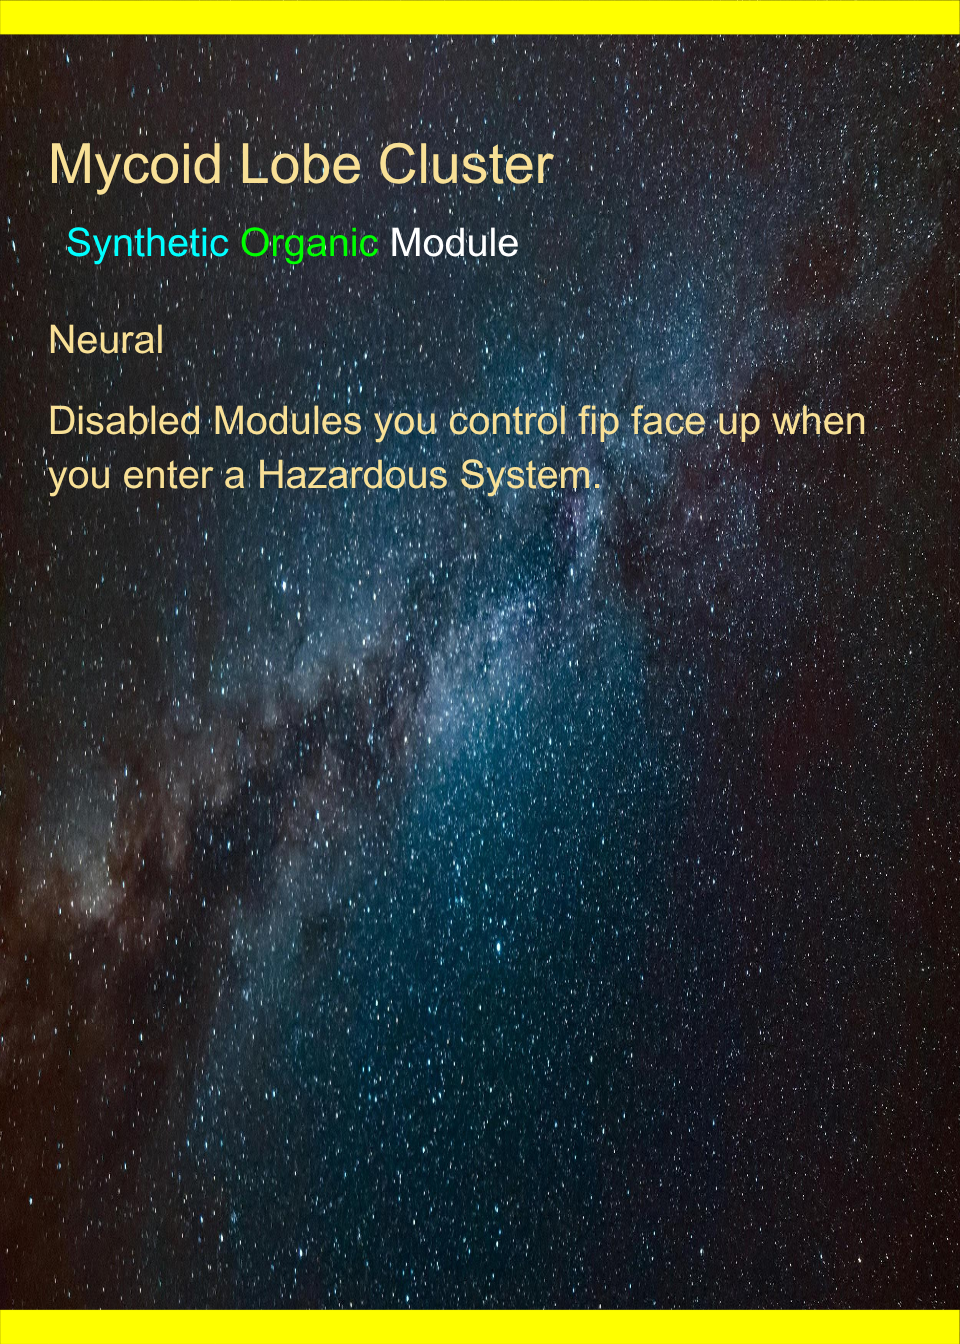 Mycoid Lobe Cluster
Synthetic Organic Module
Neural
Disabled Modules you control fip face up when
you enter a Hazardous System.